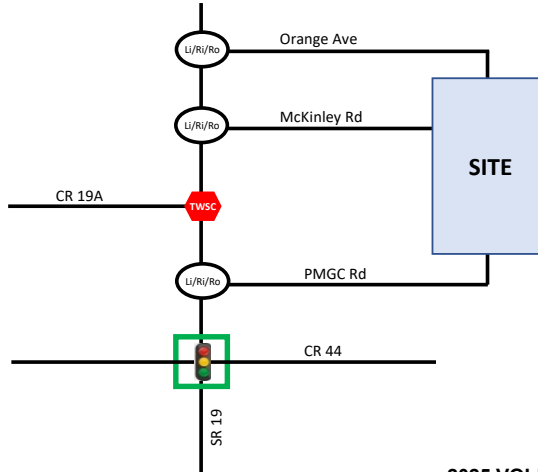 Orange Ave
Li/Ri/Ro
McKinley Rd
Li/Ri/Ro
SITE
CR 19A
TWSC
PMGC Rd
Li/Ri/Ro
CR 44
SR 19